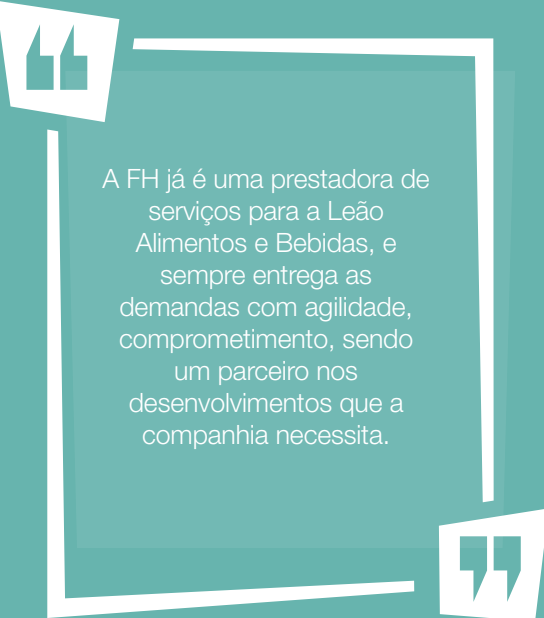 A FH já é uma prestadora de
serviços para a Leão
Alimentos e Bebidas, e
sempre entrega as
demandas com agilidade,
comprometimento, sendo
um parceiro nos
desenvolvimentos que a
companhia necessita.